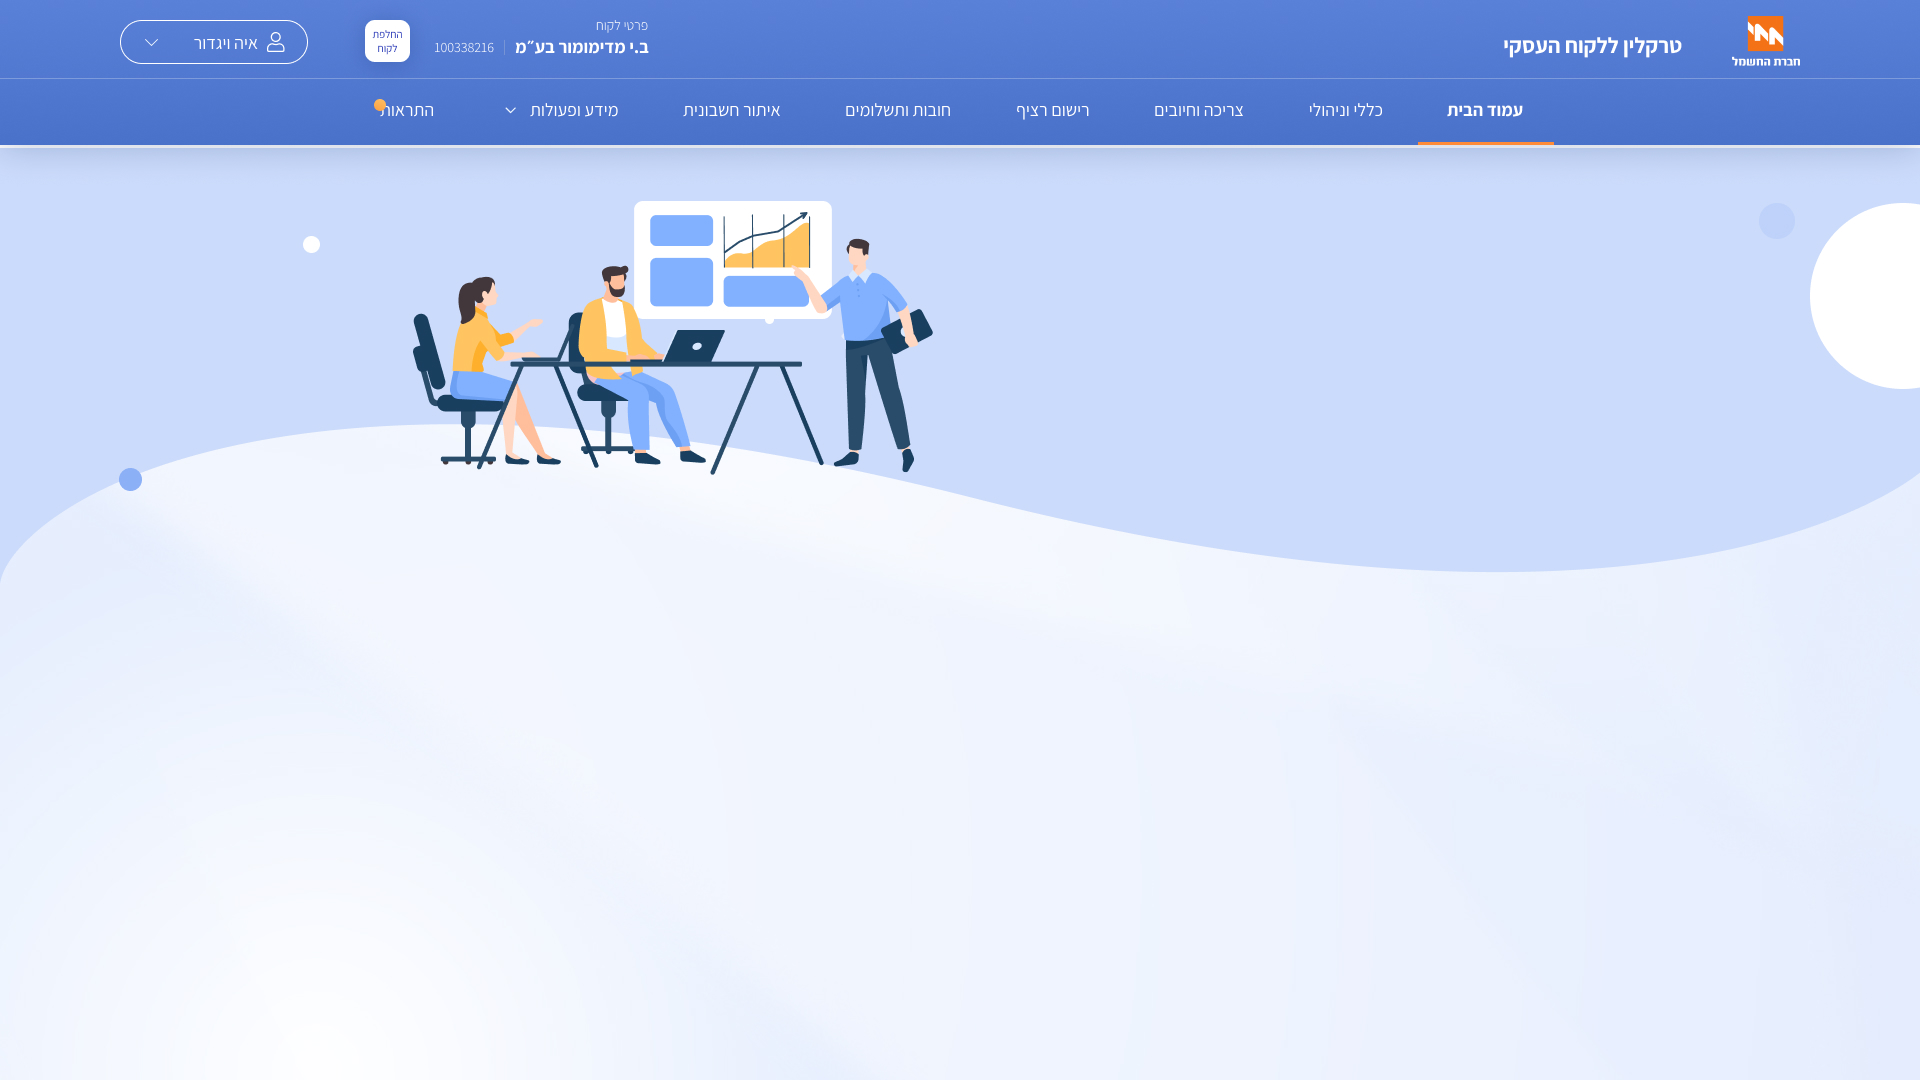 חברת החשמל
טרקלין ללקוח העסקי
פרטי לקוח
ב.י מדימומור בע״מ 100338216
החלפת
לקוח
איה ויגדור
עמוד הבית
כללי וניהולי
צריכה וחיובים
רישום רציף
חובות ותשלומים
איתור חשבונית
מידע ופעולות
התראות